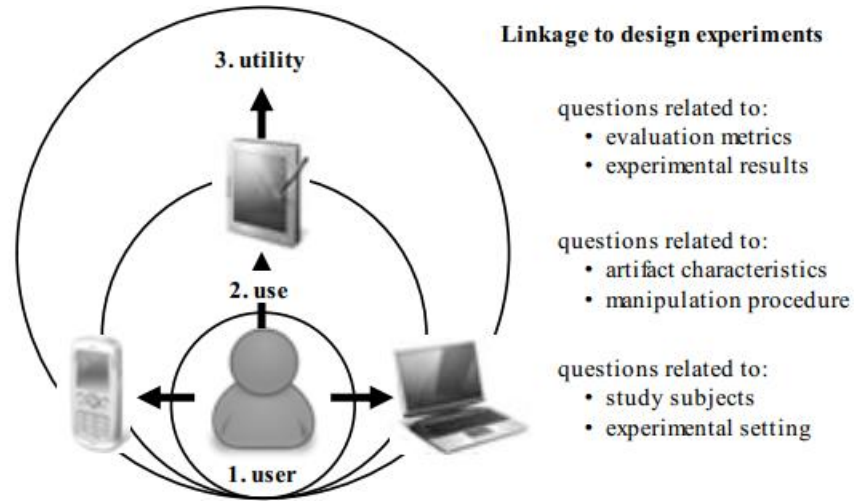 Linkage to design experiments
3. utility
questions related to:
• evaluation metrics
• experimental results
2. use
questions related to:
• artifact characteristics
• manipulation procedure
1. user
questions related to:
• study subjects
• experimental setting